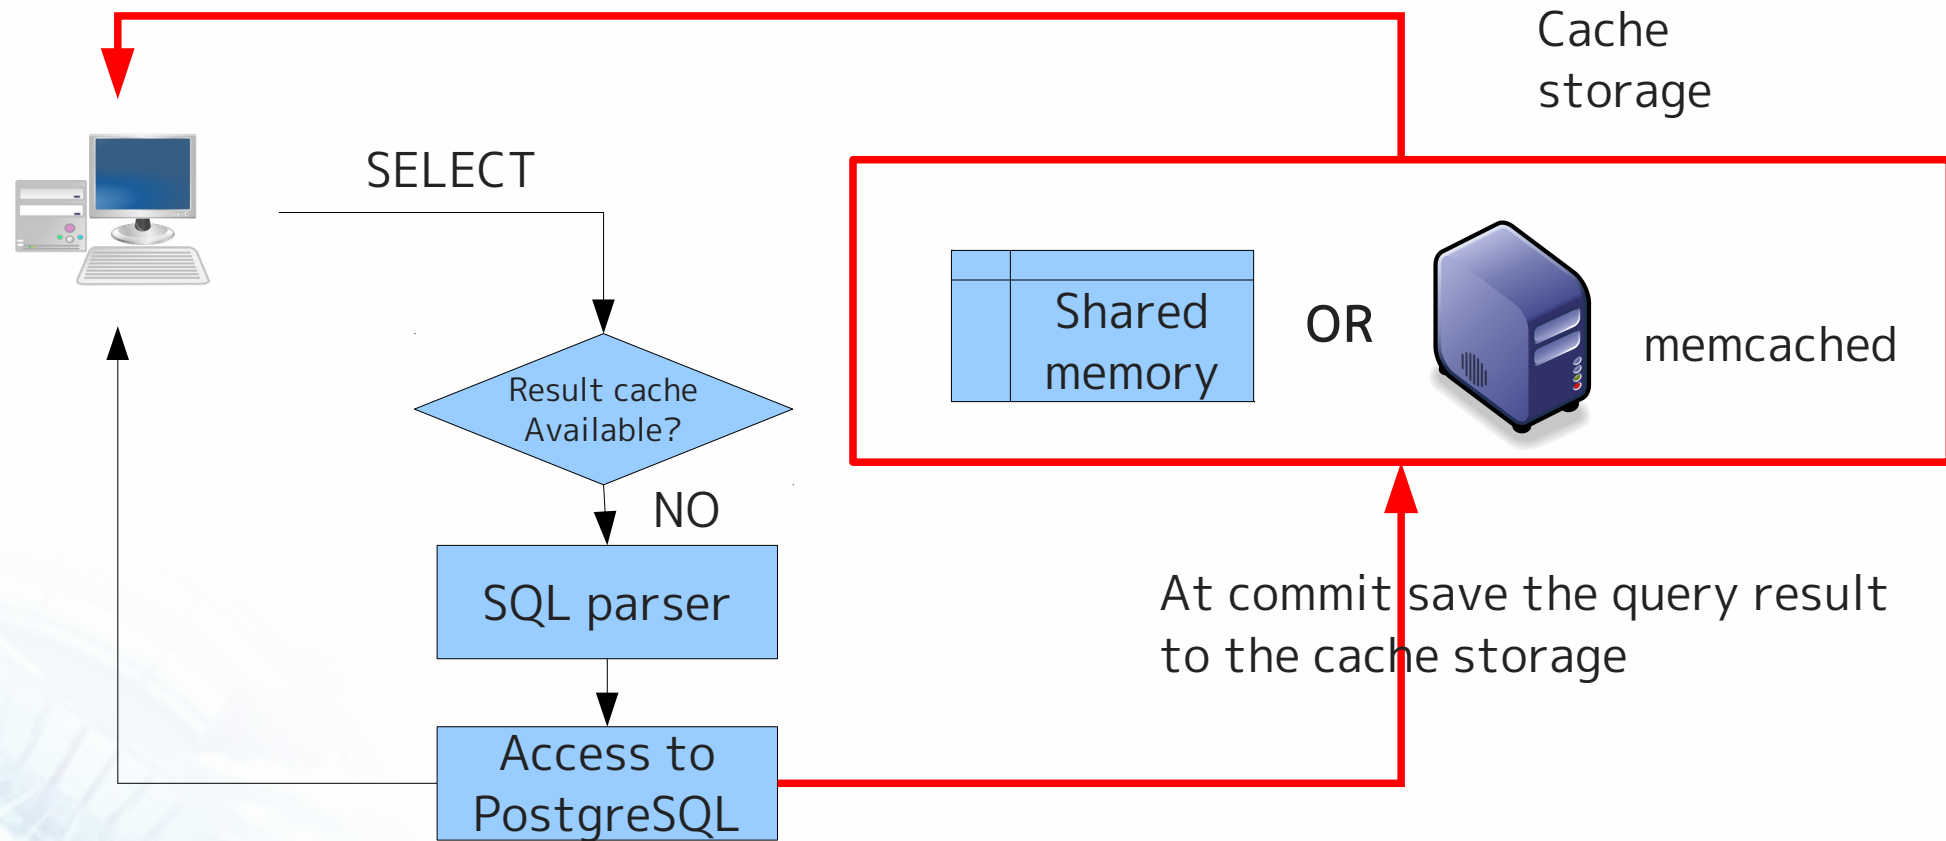 Cache
storage
SELECT
Shared
memory
OR
memcached
Result cache
Available?
NO
SQL parser
At commit save the query result
to the cache storage
Access to
PostgreSQL